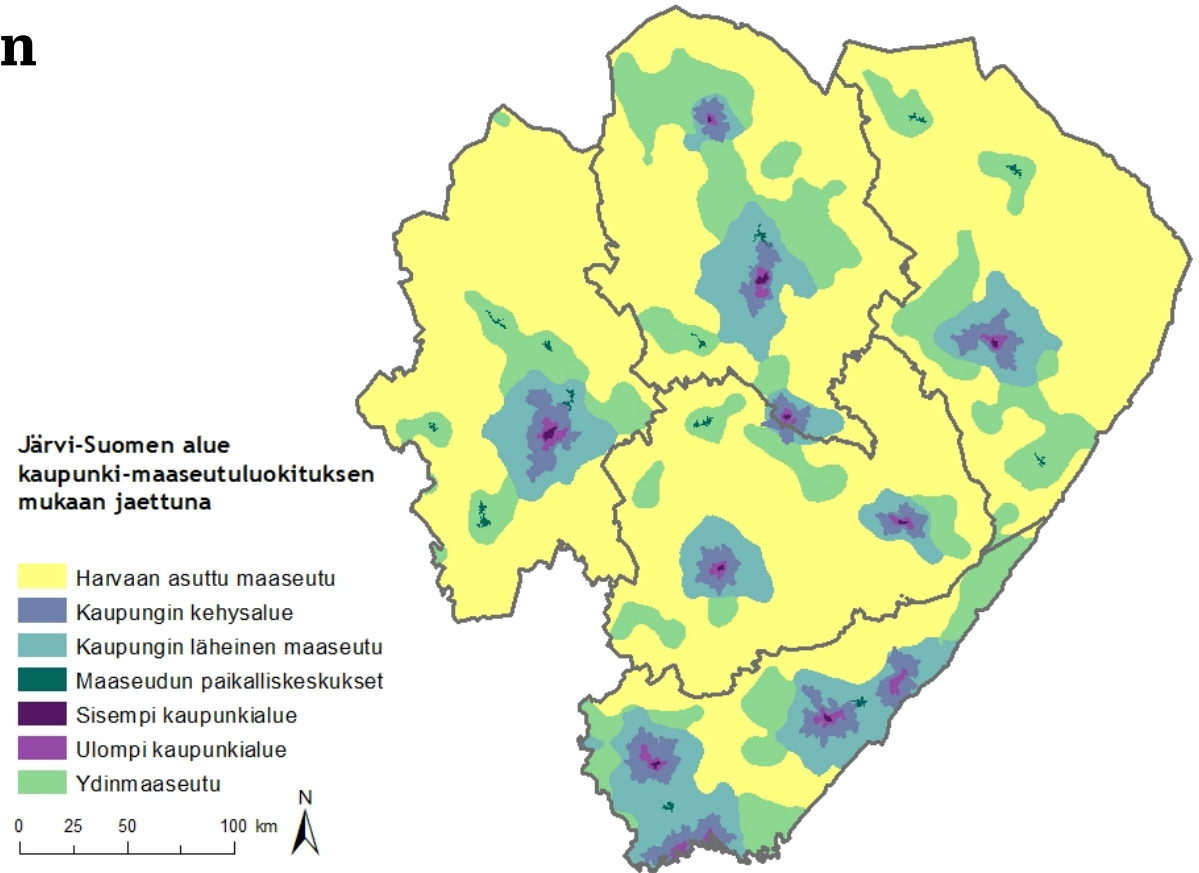 n
Järvi-Suomen alue
kaupunki-maaseutuluokituksen
mukaan jaettuna
Harvaan asuttu maaseutu
Kaupungin kehysalue
Kaupungin läheinen maaseutu
Maaseudun paikalliskeskukset
Sisempi kaupunkialue
Ulompi kaupunkialue
Ydinmaaseutu
N
0 25 50 100 km